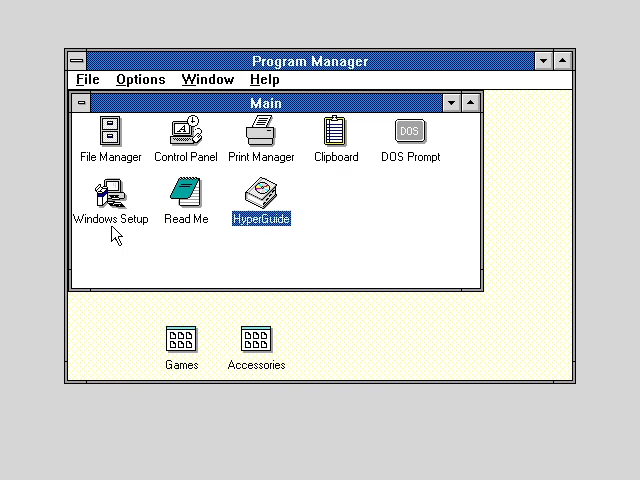 Program Manager
File Options Window Help
Main
File Manager Control Panel Print Manager Clipboard DOS Prompt
DOS
Windows Setup Read Me HyperGuide
Games Accessories